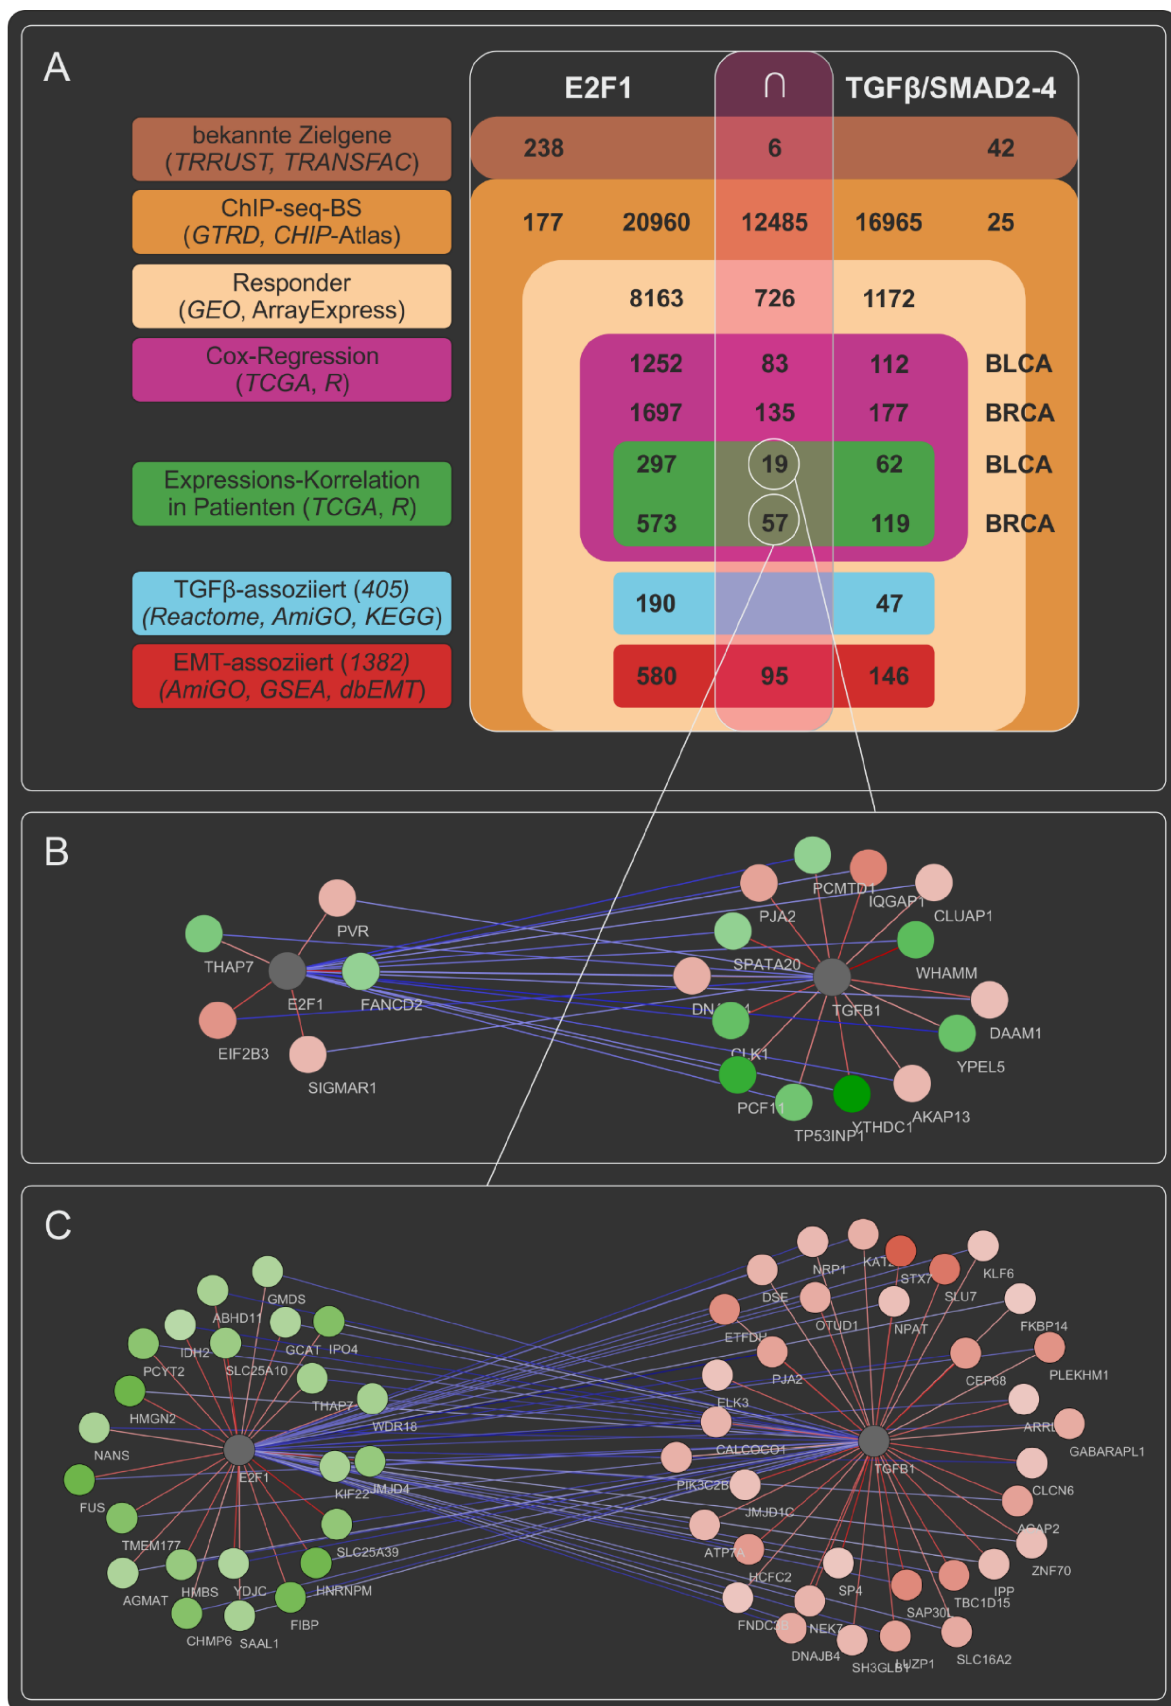 A
E2F1 ∩ TGFβ/SMAD2-4
bekannte Zielgene
(TRRUST, TRANSFAC)
238 6 42
ChIP-seq-BS
(GTRD, CHIP-Atlas)
177 20960 12485 16965 25
Responder
(GEO, ArrayExpress)
8163 726 1172
Cox-Regression
(TCGA, R)
1252 83 112 BLCA
1697 135 177 BRCA
Expressions-Korrelation
in Patienten (TCGA, R)
297 19 62 BLCA
573 57 119 BRCA
TGFβ-assoziiert (405)
(Reactome, AmiGO, KEGG)
190 47
EMT-assoziiert (1382)
(AmiGO, GSEA, dbEMT)
580 95 146
B
PVR
THAP7
E2F1
FANCD2
EIF2B3
SIGMAR1
PCMTD1
IQGAP1
PJA2
CLUAP1
SPATA20
WHAMM
TGFB1
DAAM1
CLK1
YPEL5
PCF11
AKAP13
TP53INP1
YTHDC1
C
GMDS
ABHD11
IDH2
GCAT
IPO4
PCYT2
SLC25A10
THAP7
HMGN2
WDR18
NANS
E2F1
KIF22
JMJD4
FUS
TMEM177
SLC25A39
AGMAT
HMBS
YDJC
HNRNPM
CHMP6
SAAL1
FIBP
NRP1
STX7
KLF6
DSE
SLU7
ETFDH
OTUD1
NPAT
FKBP14
PJA2
CEP68
PLEKHM1
ELK3
CALCOCO1
GABARAPL1
TGFB1
PIK3C2B
CLCN6
JMJD1C
AGAP2
ATP7A
ZNF70
HCFC2
SP4
IPP
TBC1D15
FNDC3B
NEK7
DNAJB4
SH3GLB1
LUZP1
SLC16A2